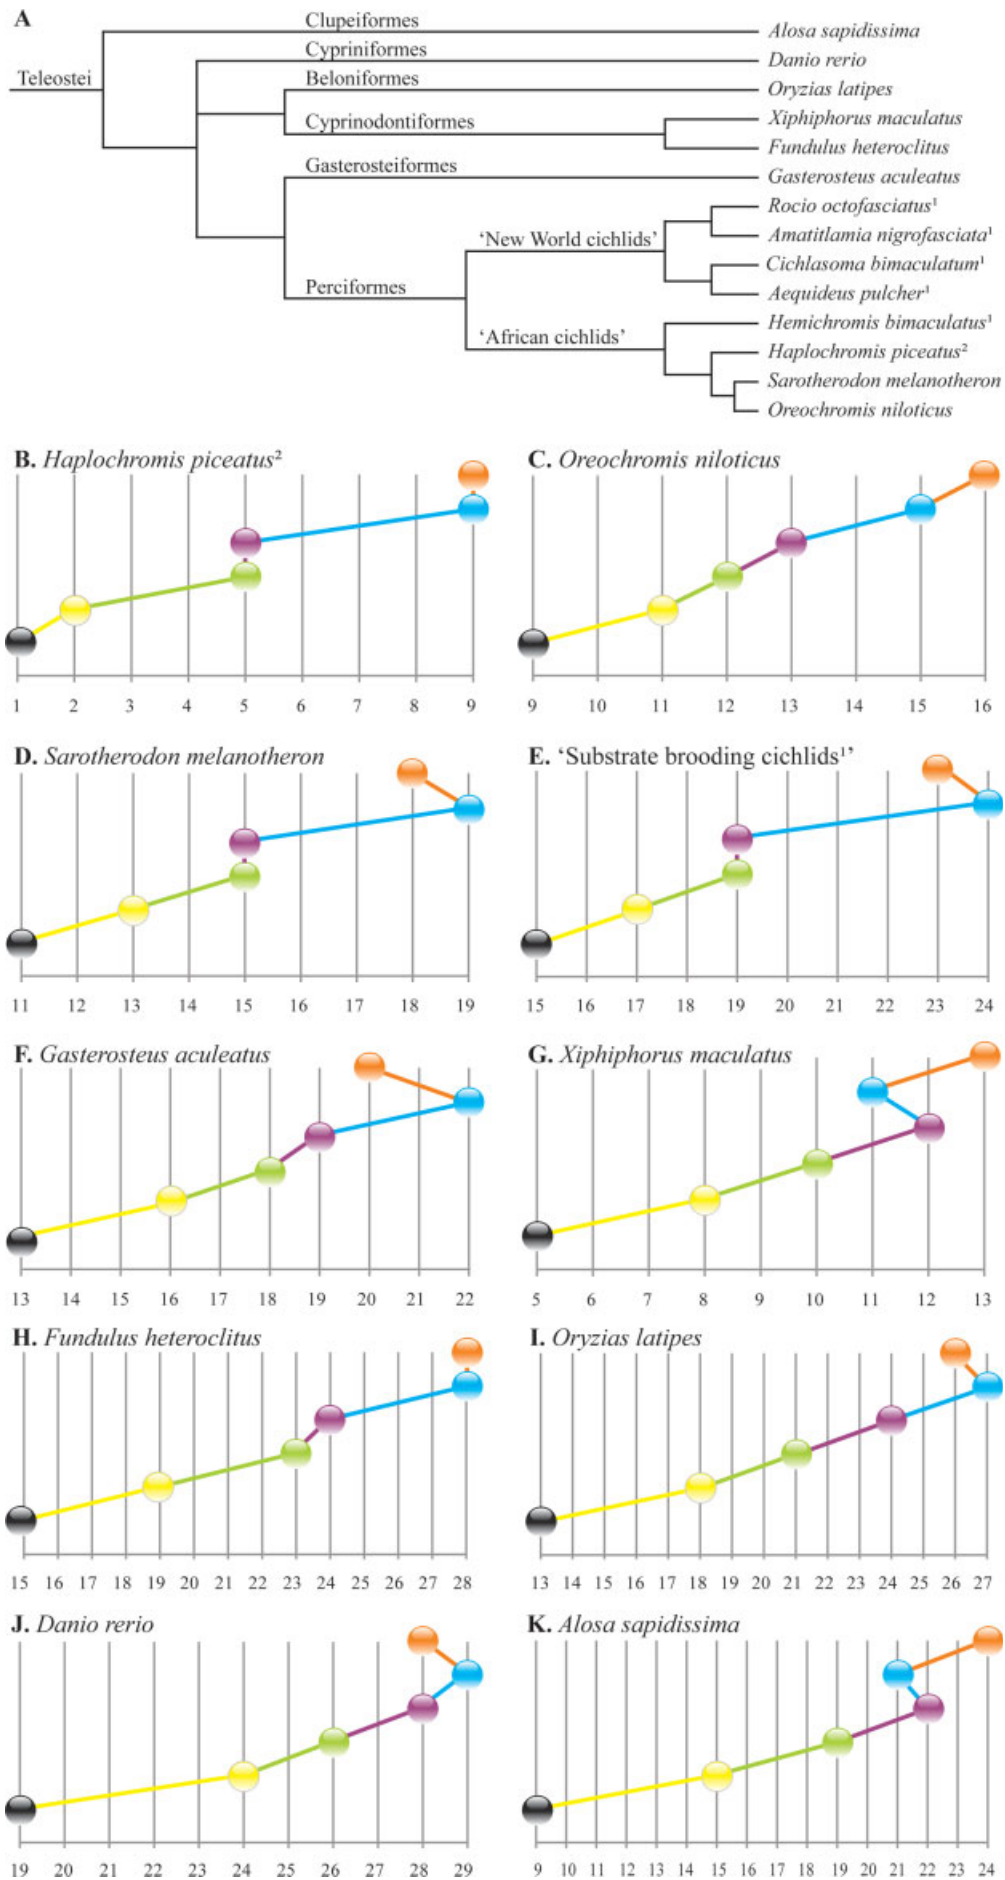 A
Clupeiformes
Alosa sapidissima
Cypriniformes
Danio rerio
Teleostei
Beloniformes
Oryzias latipes
Cyprinodontiformes
Xiphiphorus maculatus
Fundulus heteroclitus
Gasterosteiformes
Gasterosteus aculeatus
Rocio octofasciatus¹
'New World cichlids'
Amatitlamia nigrofasciata¹
Cichlasoma bimaculatum¹
Perciformes
Aequideus pulcher¹
'African cichlids'
Hemichromis bimaculatus¹
Haplochromis piceatus²
Sarotherodon melanotheron
Oreochromis niloticus
B. Haplochromis piceatus²
1 2 3 4 5 6 7 8 9
C. Oreochromis niloticus
9 10 11 12 13 14 15 16
D. Sarotherodon melanotheron
11 12 13 14 15 16 17 18 19
E. 'Substrate brooding cichlids¹'
15 16 17 19 20 21 22 23 24
F. Gasterosteus aculeatus
13 14 15 16 17 18 19 20 21 22
G. Xiphiphorus maculatus
5 6 7 8 9 10 11 12 13
H. Fundulus heteroclitus
15 16 17 19 20 21 22 23 24 25 26 27 28
I. Oryzias latipes
13 14 15 16 17 18 19 20 21 22 23 24 25 26 27
J. Danio rerio
19 20 21 22 23 24 25 26 27 28 29
K. Alosa sapidissima
9 10 11 12 13 14 15 16 17 19 20 21 22 23 24